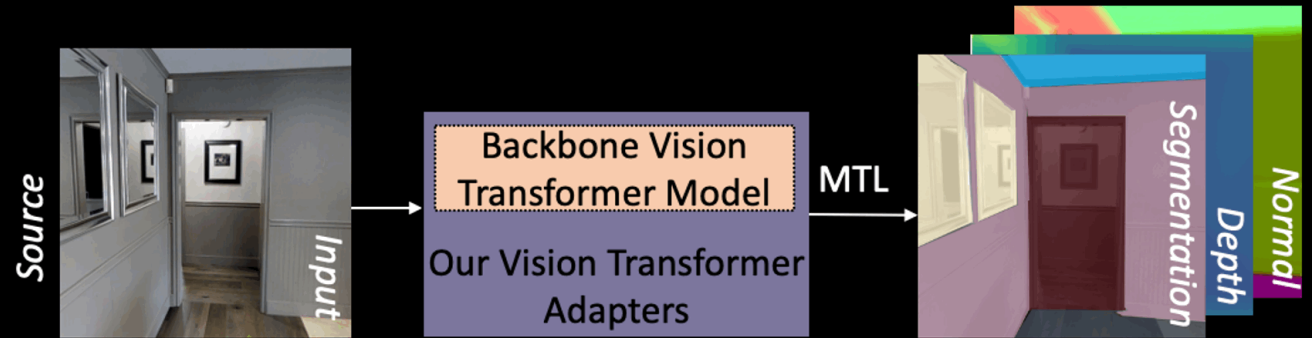 Source
Input
Backbone Vision
Transformer Model
Our Vision Transformer
Adapters
MTL
Segmentation
Depth
Normal